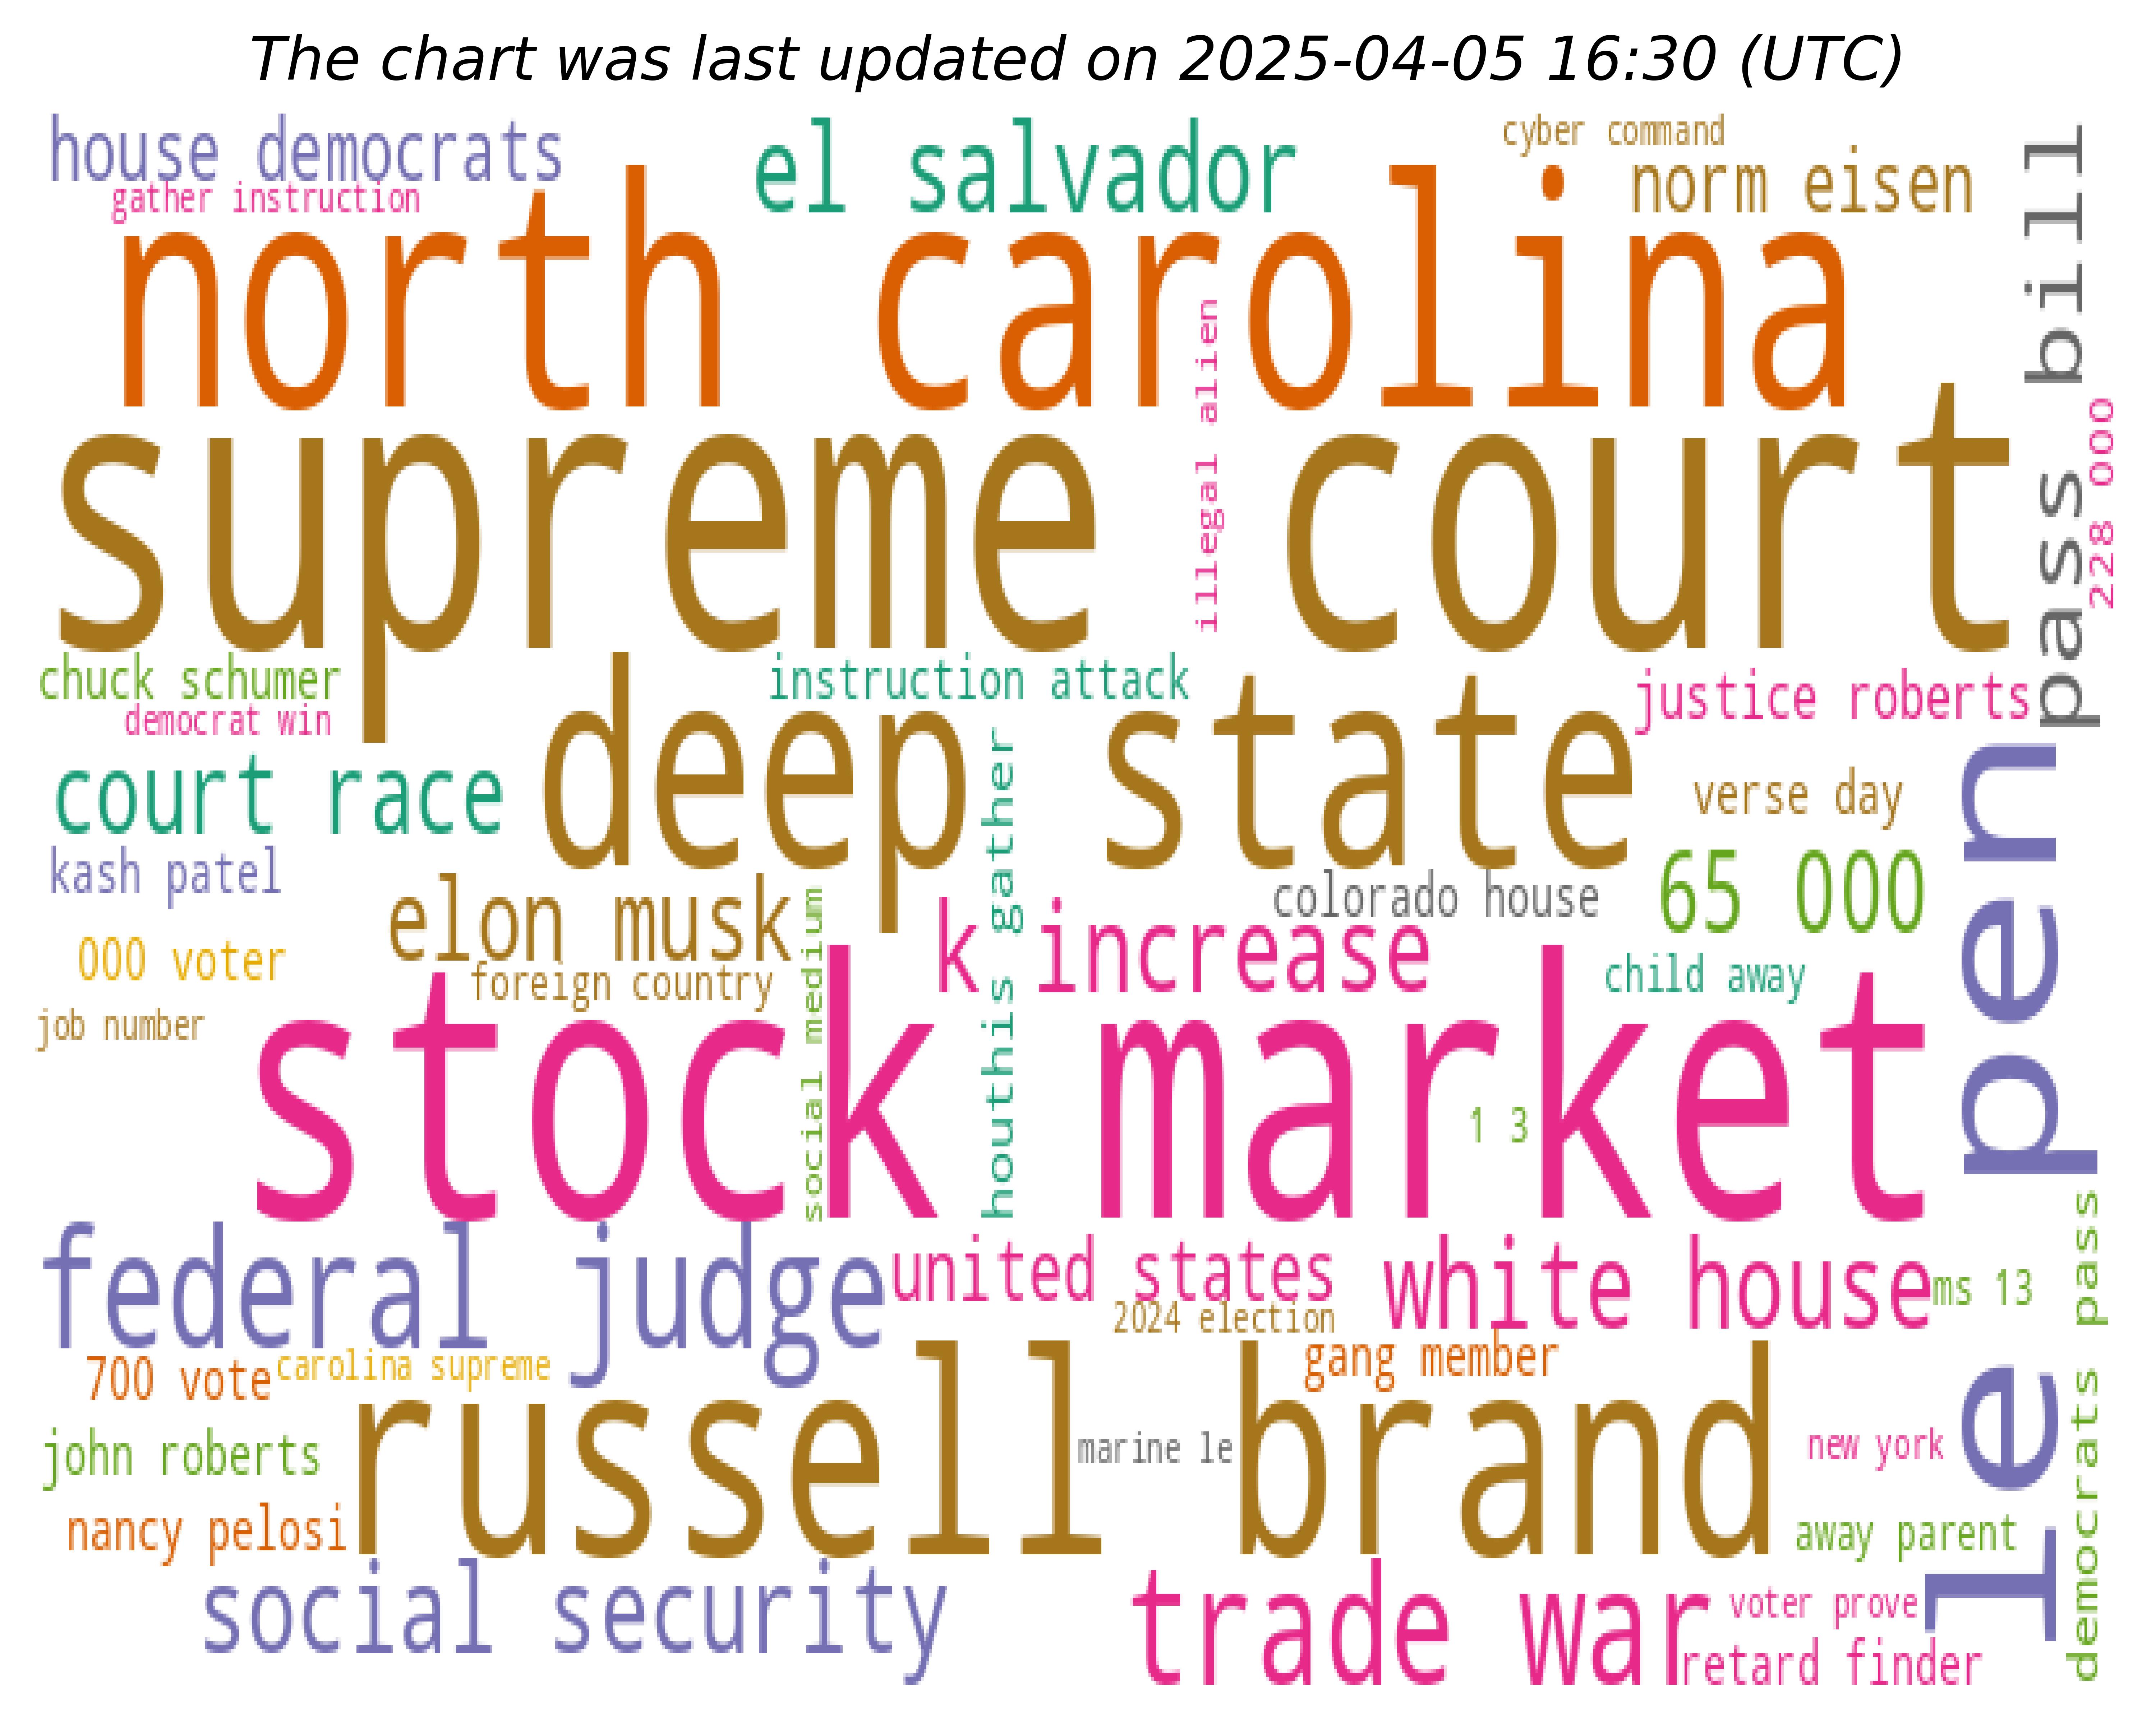 The chart was last updated on 2025-04-05 16:30 (UTC)
house democrats
el salvador
cyber command
norm eisen
gather instruction
north carolina
pass bill
illegal alien
228 000
supreme court
chuck schumer
instruction attack
justice roberts
democrat win
deep state
court race
verse day
le pen
houthis gather
kash patel
elon musk
colorado house
65 000
k increase
000 voter
foreign country
social medium
child away
job number
stock market
1 3
federal judge
united states
white house
ms 13
2024 election
democrats pass
700 vote
carolina supreme
gang member
russell brand
john roberts
marine le
new york
nancy pelosi
away parent
social security
trade war
voter prove
retard finder